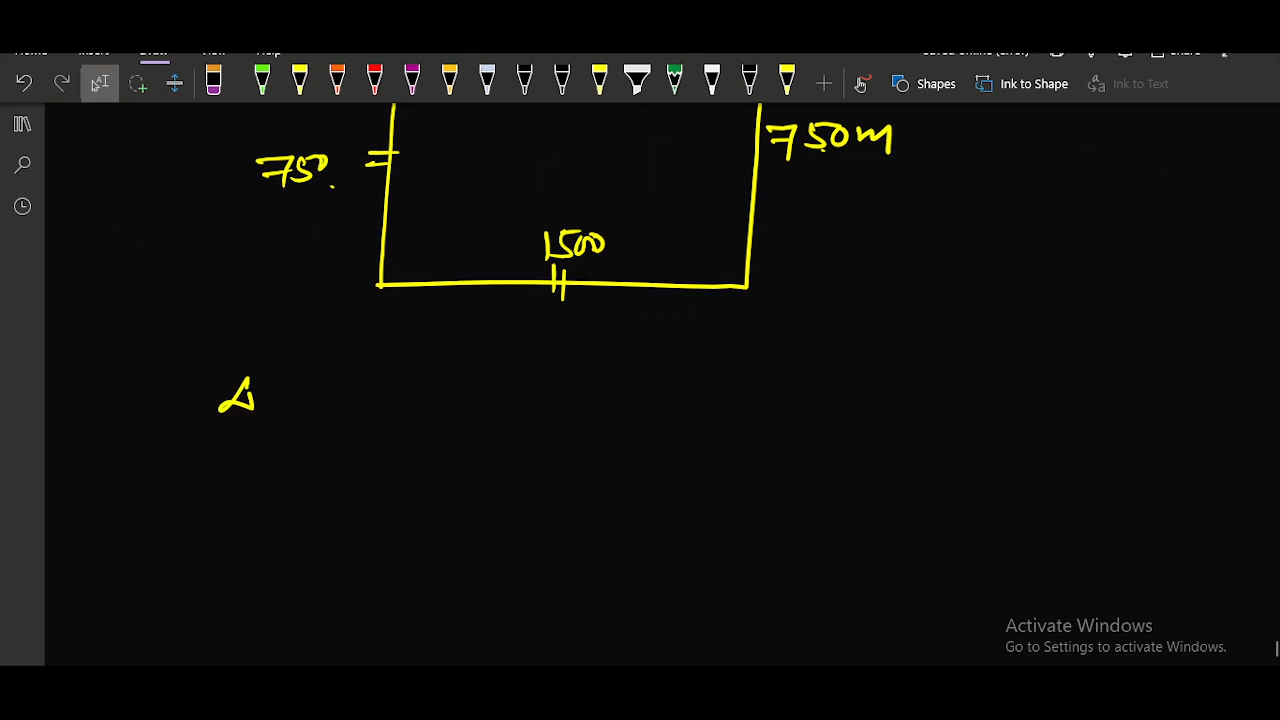 Shapes Ink to Shape Ink to Text
750m
750
1500
A
Activate Windows
Go to Settings to activate Windows.